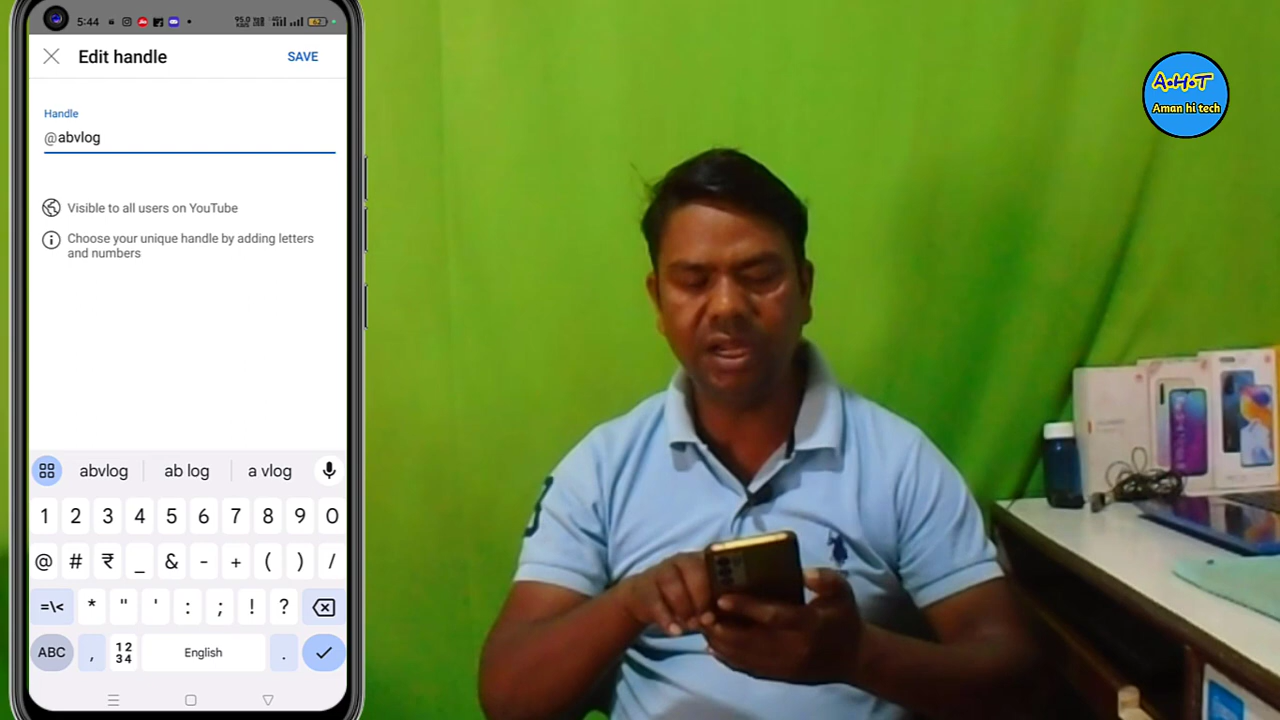 5:44
62
Edit handle
SAVE
Handle
@abvlog
Visible to all users on YouTube
Choose your unique handle by adding letters
and numbers
abvlog ab log a vlog
1 2 3 4 5 6 7 8 9 0
@ # ₹ _ & - + ( ) /
=\< * " ' : ; ! ?
ABC , 12 34 English .
A.H.T
Aman hi tech